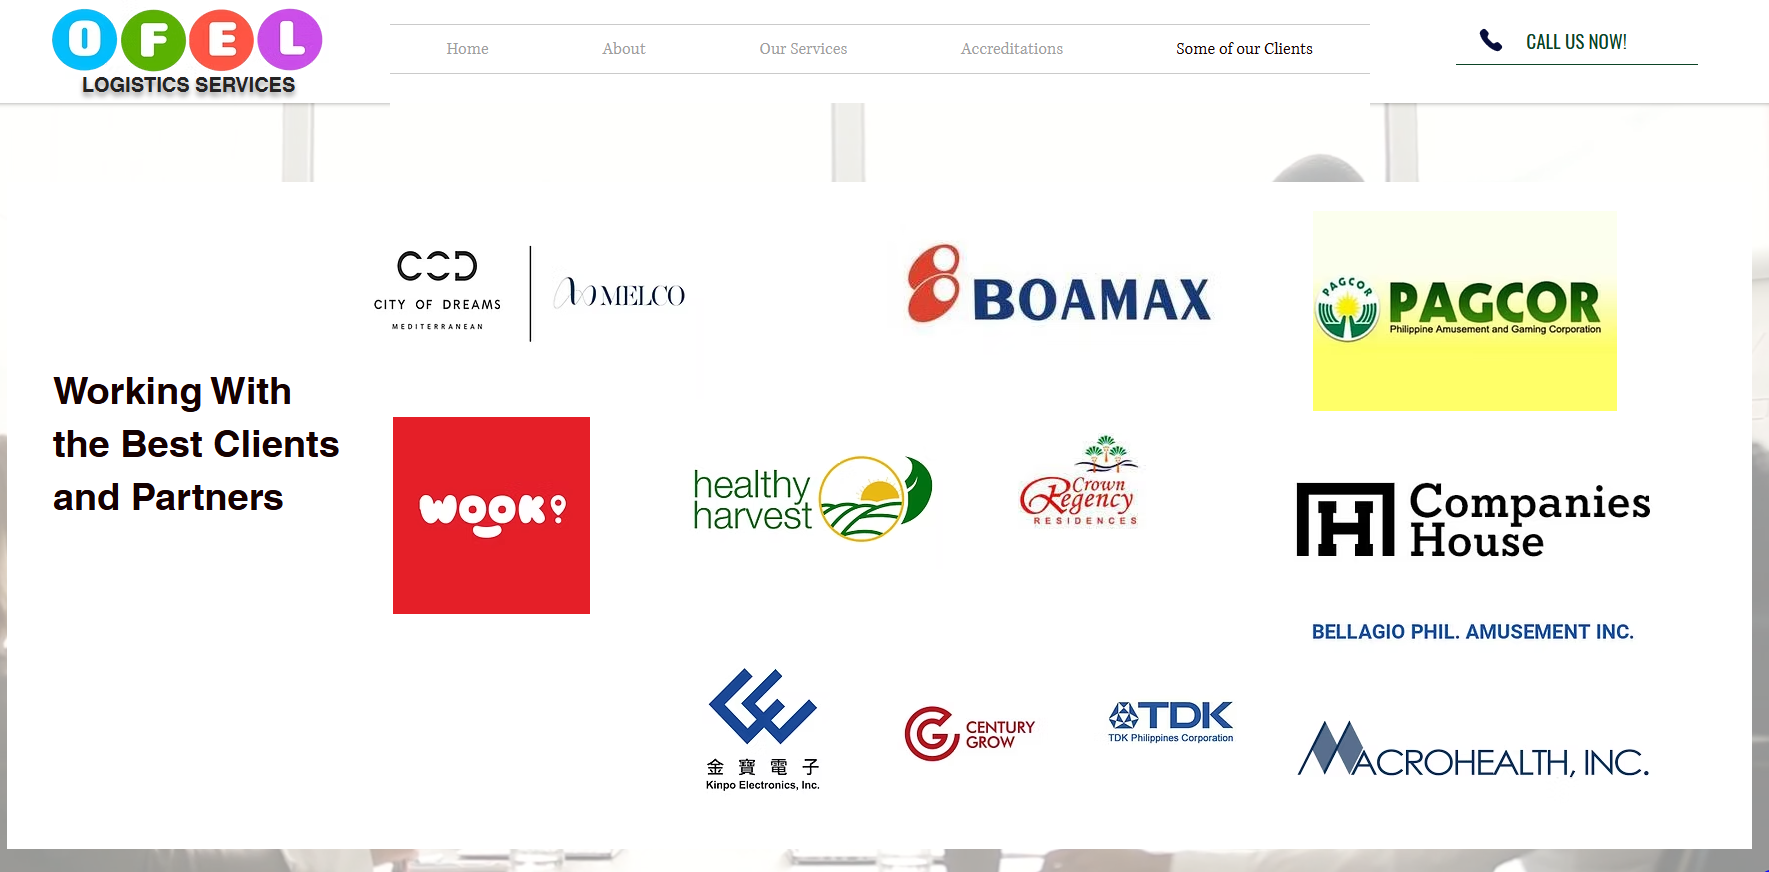 OFEL
LOGISTICS SERVICES
Home
About
Our Services
Accreditations
Some of our Clients
CALL US NOW!
Working With
the Best Clients
and Partners
COD
CITY OF DREAMS
MEDITERRANEAN
MELCO
BOAMAX
PAGCOR
PAGCOR
Philippine Amusement and Gaming Corporation
WOOK!
healthy
harvest
Crown
Regency
RESIDENCES
H
Companies
House
BELLAGIO PHIL. AMUSEMENT INC.
金寶電子
Kinpo Electronics, Inc.
CENTURY
GROW
TDK
TDK Philippines Corporation
MACROHEALTH, INC.